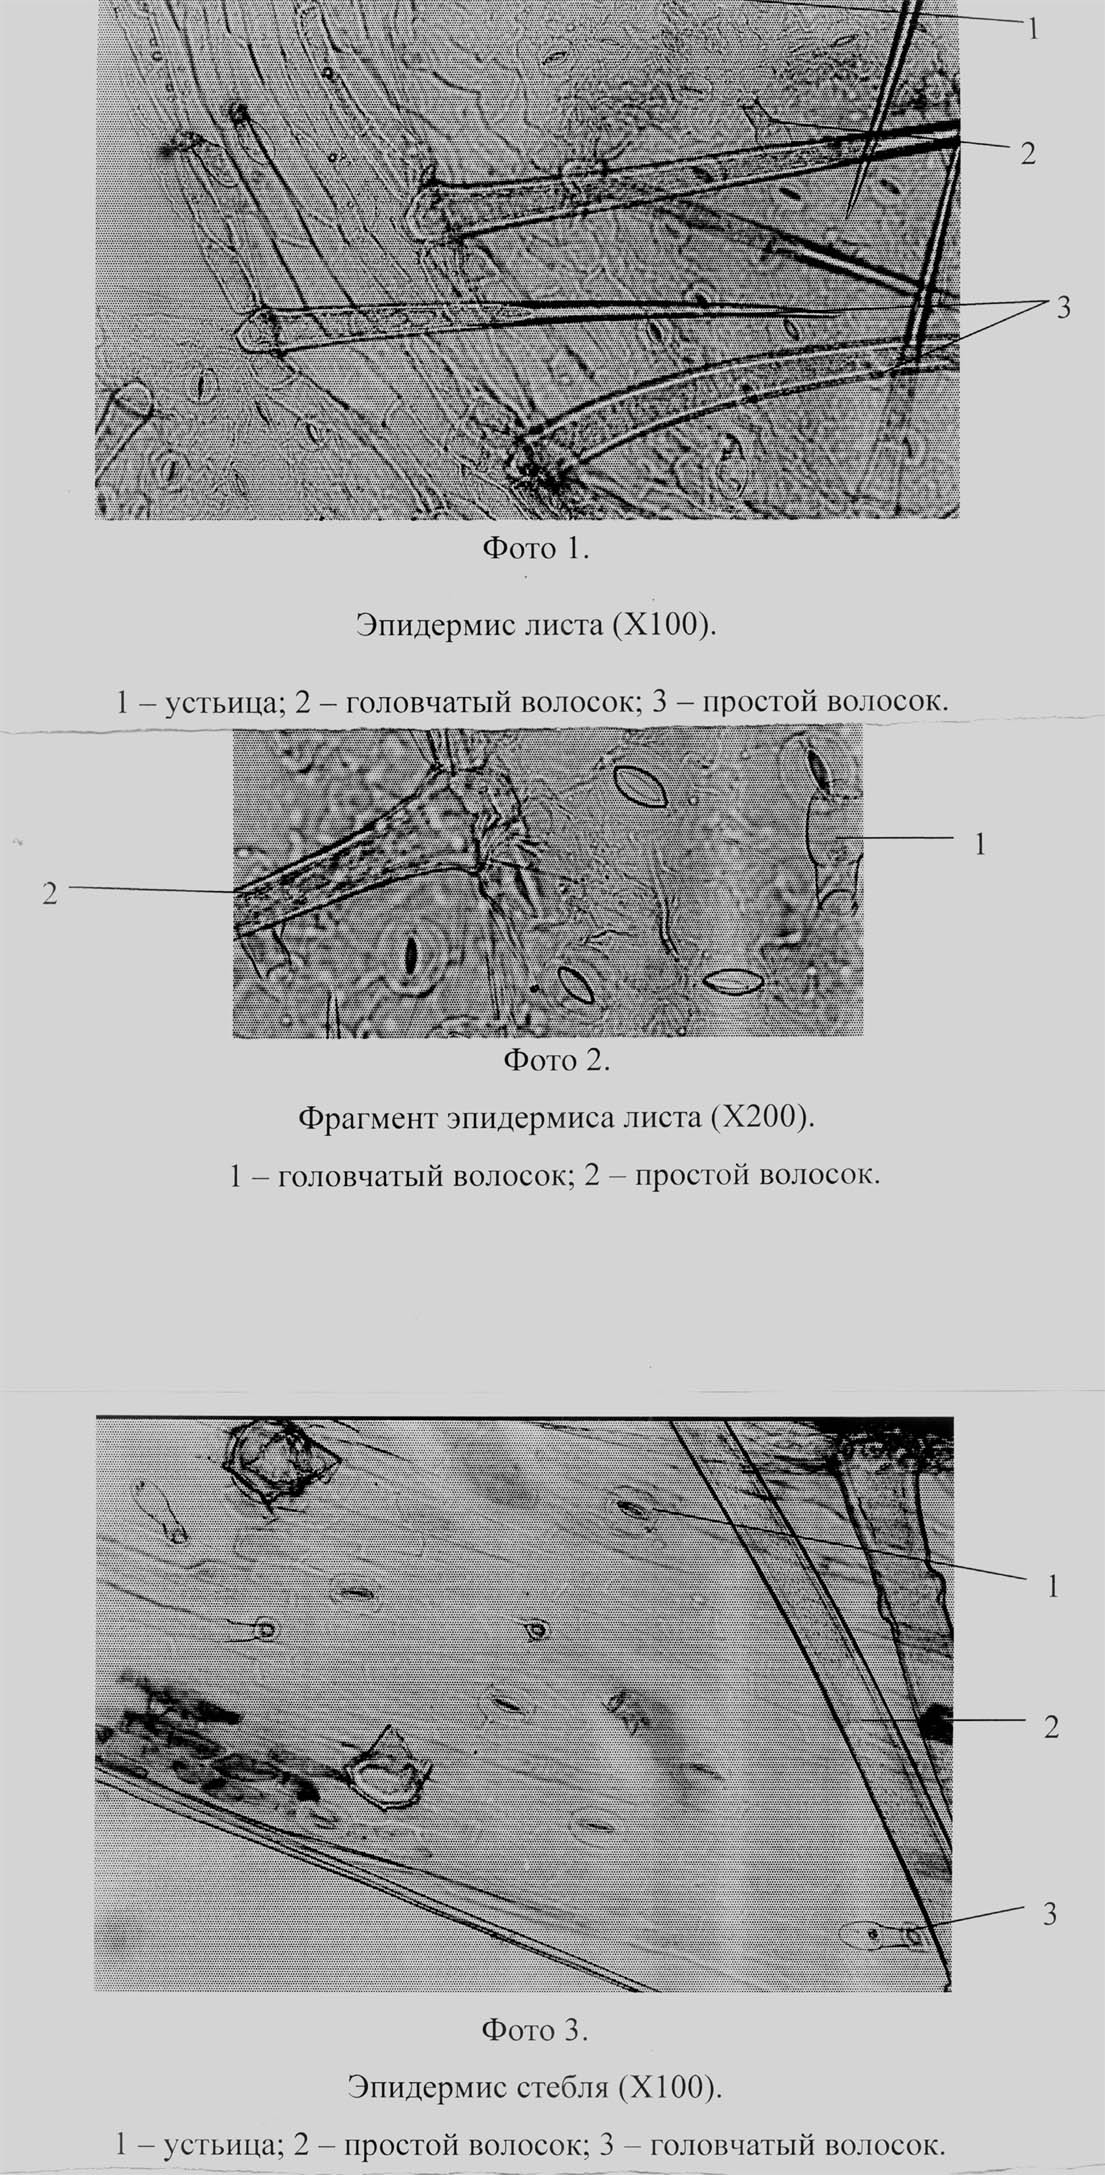 1
2
3
Фото 1.
Эпидермис листа (X100).
1 – устьица; 2 – головчатый волосок; 3 – простой волосок.
1
2
Фото 2.
Фрагмент эпидермиса листа (X200).
1 – головчатый волосок; 2 – простой волосок.
1
2
3
Фото 3.
Эпидермис стебля (X100).
1 – устьица; 2 – простой волосок; 3 – головчатый волосок.